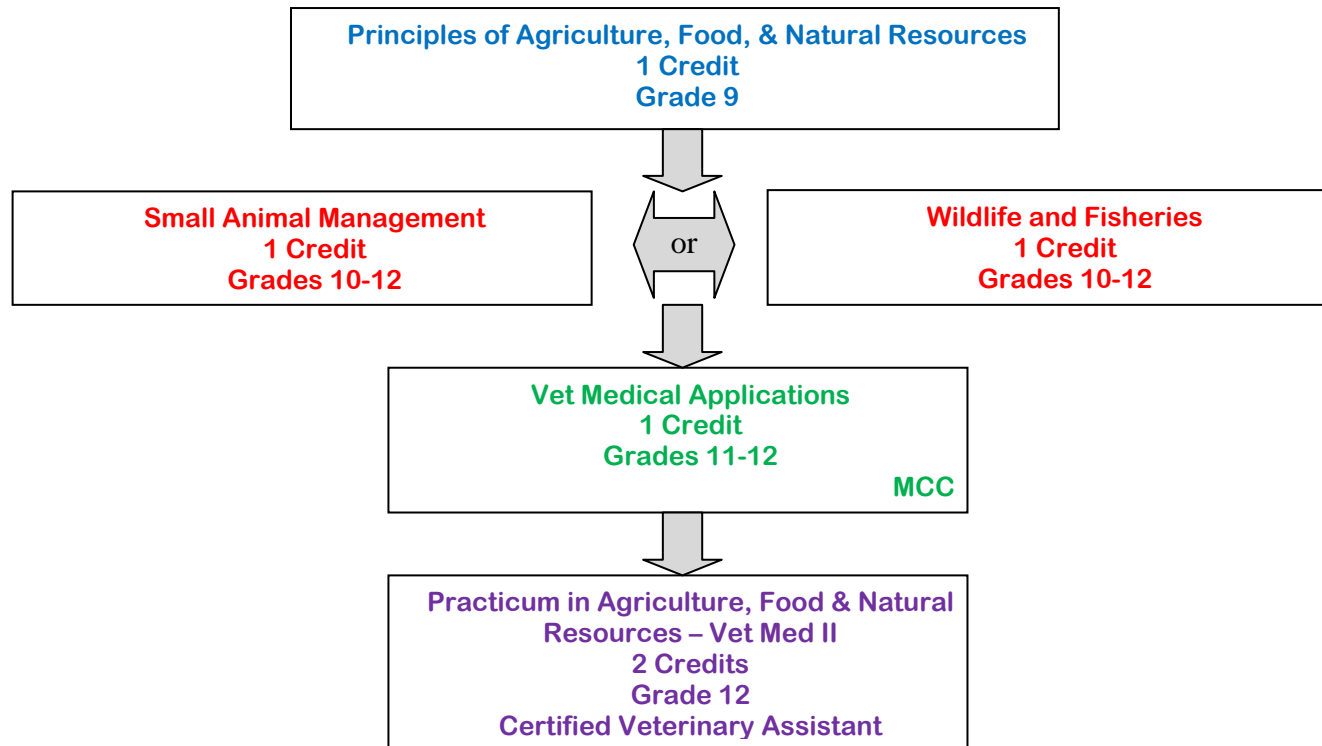 Principles of Agriculture, Food, & Natural Resources
1 Credit
Grade 9
Small Animal Management
1 Credit
Grades 10-12
or
Wildlife and Fisheries
1 Credit
Grades 10-12
Vet Medical Applications
1 Credit
Grades 11-12
MCC
Practicum in Agriculture, Food & Natural
Resources – Vet Med II
2 Credits
Grade 12
Certified Veterinary Assistant